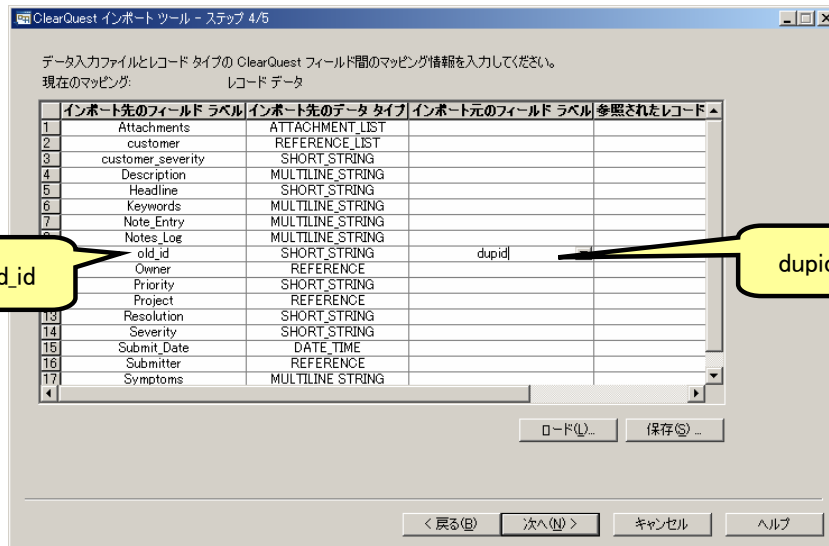 ClearQuest インポート ツール - ステップ 4/5
データ入力ファイルとレコード タイプの ClearQuest フィールド間のマッピング情報を入力してください。
現在のマッピング: レコード データ
インポート先のフィールド ラベル インポート先のデータ タイプ インポート元のフィールド ラベル 参照されたレコード
1 Attachments ATTACHMENT_LIST
2 customer REFERENCE_LIST
3 customer_severity SHORT_STRING
4 Description MULTILINE_STRING
5 Headline SHORT_STRING
6 Keywords MULTILINE_STRING
7 Note_Entry MULTILINE_STRING
Notes_Log MULTILINE_STRING
old_id SHORT_STRING dupid
Owner REFERENCE
Priority SHORT_STRING
Project REFERENCE
13 Resolution SHORT_STRING
14 Severity SHORT_STRING
15 Submit_Date DATE_TIME
16 Submitter REFERENCE
17 Symptoms MULTILINE STRING
d_id
dupid
ロード(L)... 保存(S) ...
< 戻る(B) 次へ(N) > キャンセル ヘルプ